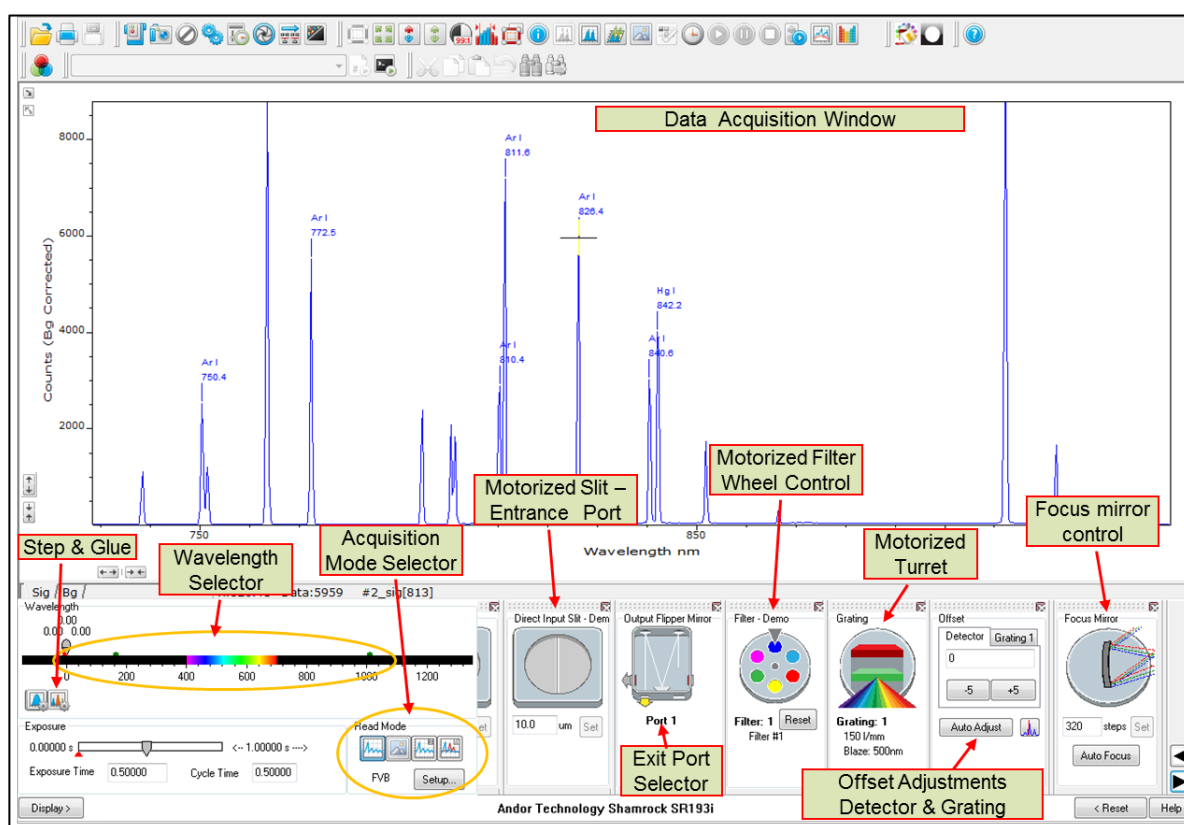 99:1
Data Acquisition Window
8000
6000
4000
2000
Counts (Bg Corrected)
Ar I
750.4
Ar I
772.5
Ar I
811.6
Ar I
810.4
Ar I
826.4
Hg I
842.2
Ar I
840.6
750
850
Wavelength nm
Motorized Slit –
Entrance Port
Motorized Filter
Wheel Control
Focus mirror
control
Step & Glue
Wavelength
Selector
Acquisition
Mode Selector
Motorized
Turret
Sig Bg
Data:5959 #2_sig[813]
Wavelength
0.00
0.00 0.00
0 200 400 600 800 1000 1200
Exposure
0.00000 s
<-- 1.00000 s ---->
Exposure Time 0.50000 Cycle Time 0.50000
Read Mode
FVB
Setup...
Direct Input Slit - Dem
10.0 um Set
Output Flipper Mirror
Port 1
Exit Port
Selector
Filter - Demo
Filter: 1 Reset
Filter #1
Grating
Grating: 1
150 l/mm
Blaze: 500nm
Offset
Detector Grating 1
0
-5 +5
Auto Adjust
Offset Adjustments
Detector & Grating
Focus Mirror
320 steps Set
Auto Focus
Display >
Andor Technology Shamrock SR193i
< Reset Help